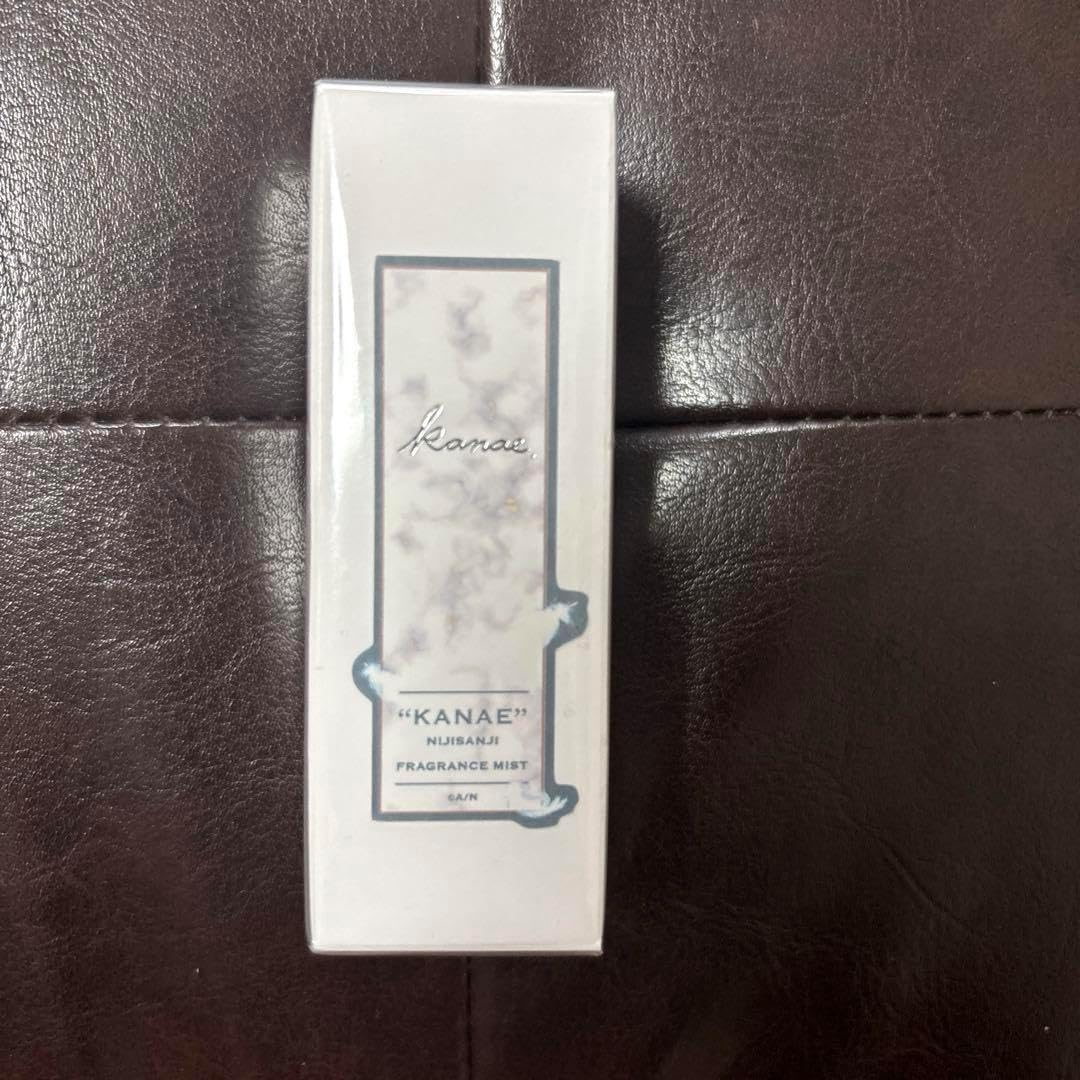 kanae.
“KANAE”
NIJISANJI
FRAGRANCE MIST
©A/N